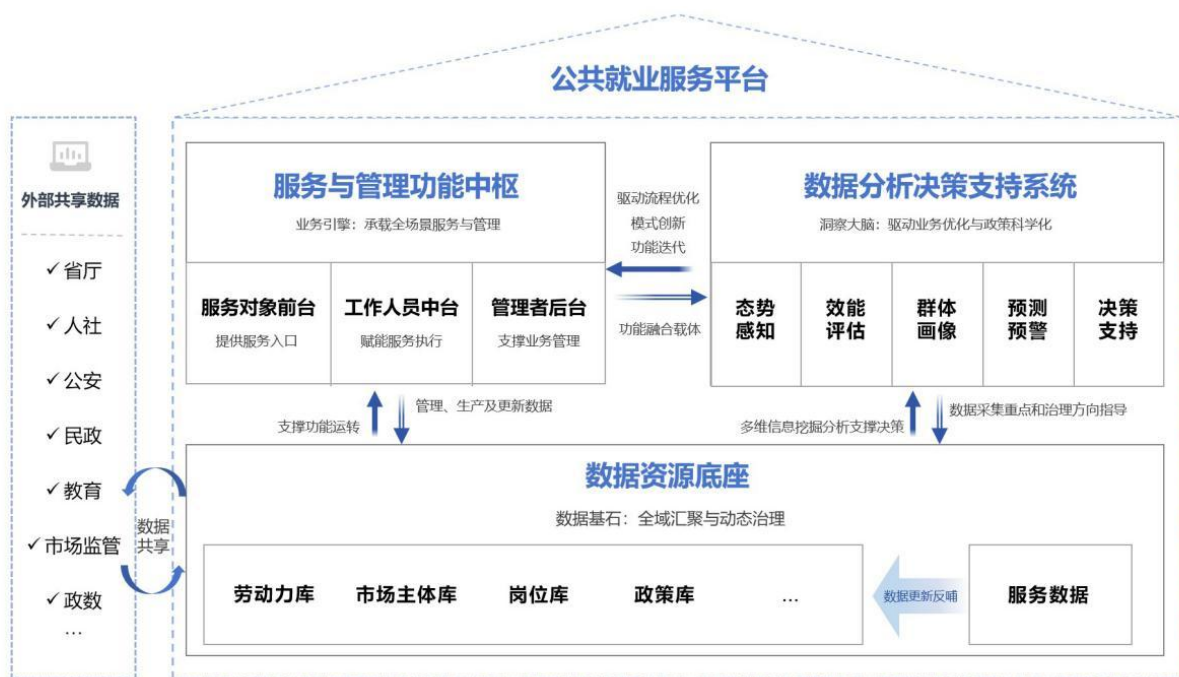 公共就业服务平台
外部共享数据
✓省厅
✓人社
✓公安
✓民政
✓教育
✓市场监管
✓政数
...
数据
共享
服务与管理功能中枢
业务引擎：承载全场景服务与管理
服务对象前台
提供服务入口
工作人员中台
赋能服务执行
管理者后台
支撑业务管理
驱动流程优化
模式创新
功能迭代
功能融合载体
数据分析决策支持系统
洞察大脑：驱动业务优化与政策科学化
态势
感知
效能
评估
群体
画像
预测
预警
决策
支持
支撑功能运转
管理、生产及更新数据
多维信息挖掘分析支撑决策
数据采集重点和治理方向指导
数据资源底座
数据基石：全域汇聚与动态治理
劳动力库
市场主体库
岗位库
政策库
...
数据更新反哺
服务数据